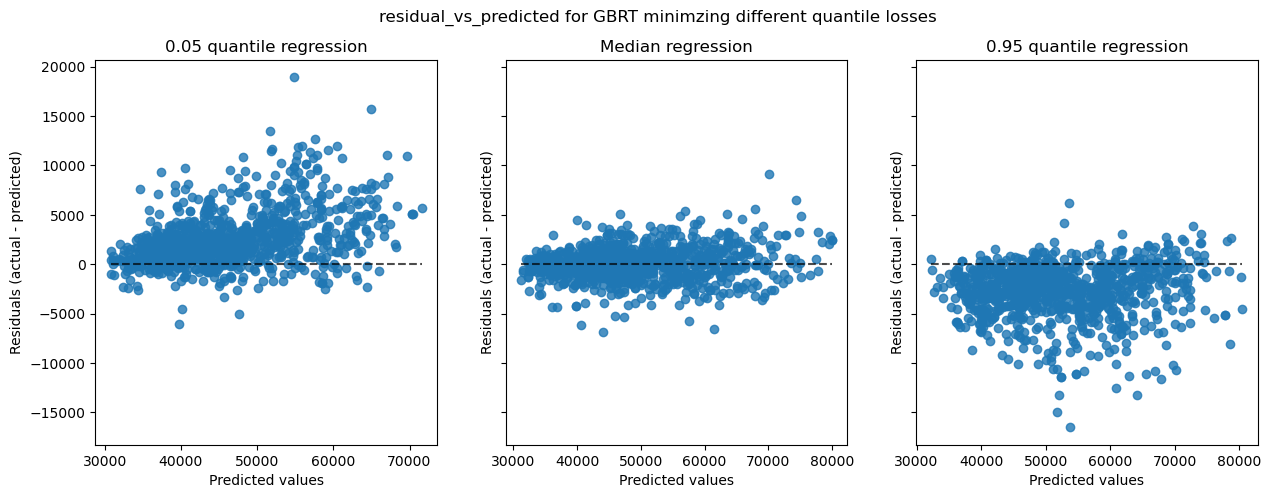 residual_vs_predicted for GBRT minimzing different quantile losses
0.05 quantile regression
Median regression
0.95 quantile regression
Residuals (actual - predicted)
20000
15000
10000
5000
0
−5000
−10000
−15000
30000 40000 50000 60000 70000
Predicted values
Residuals (actual - predicted)
30000 40000 50000 60000 70000 80000
Predicted values
Residuals (actual - predicted)
30000 40000 50000 60000 70000 80000
Predicted values